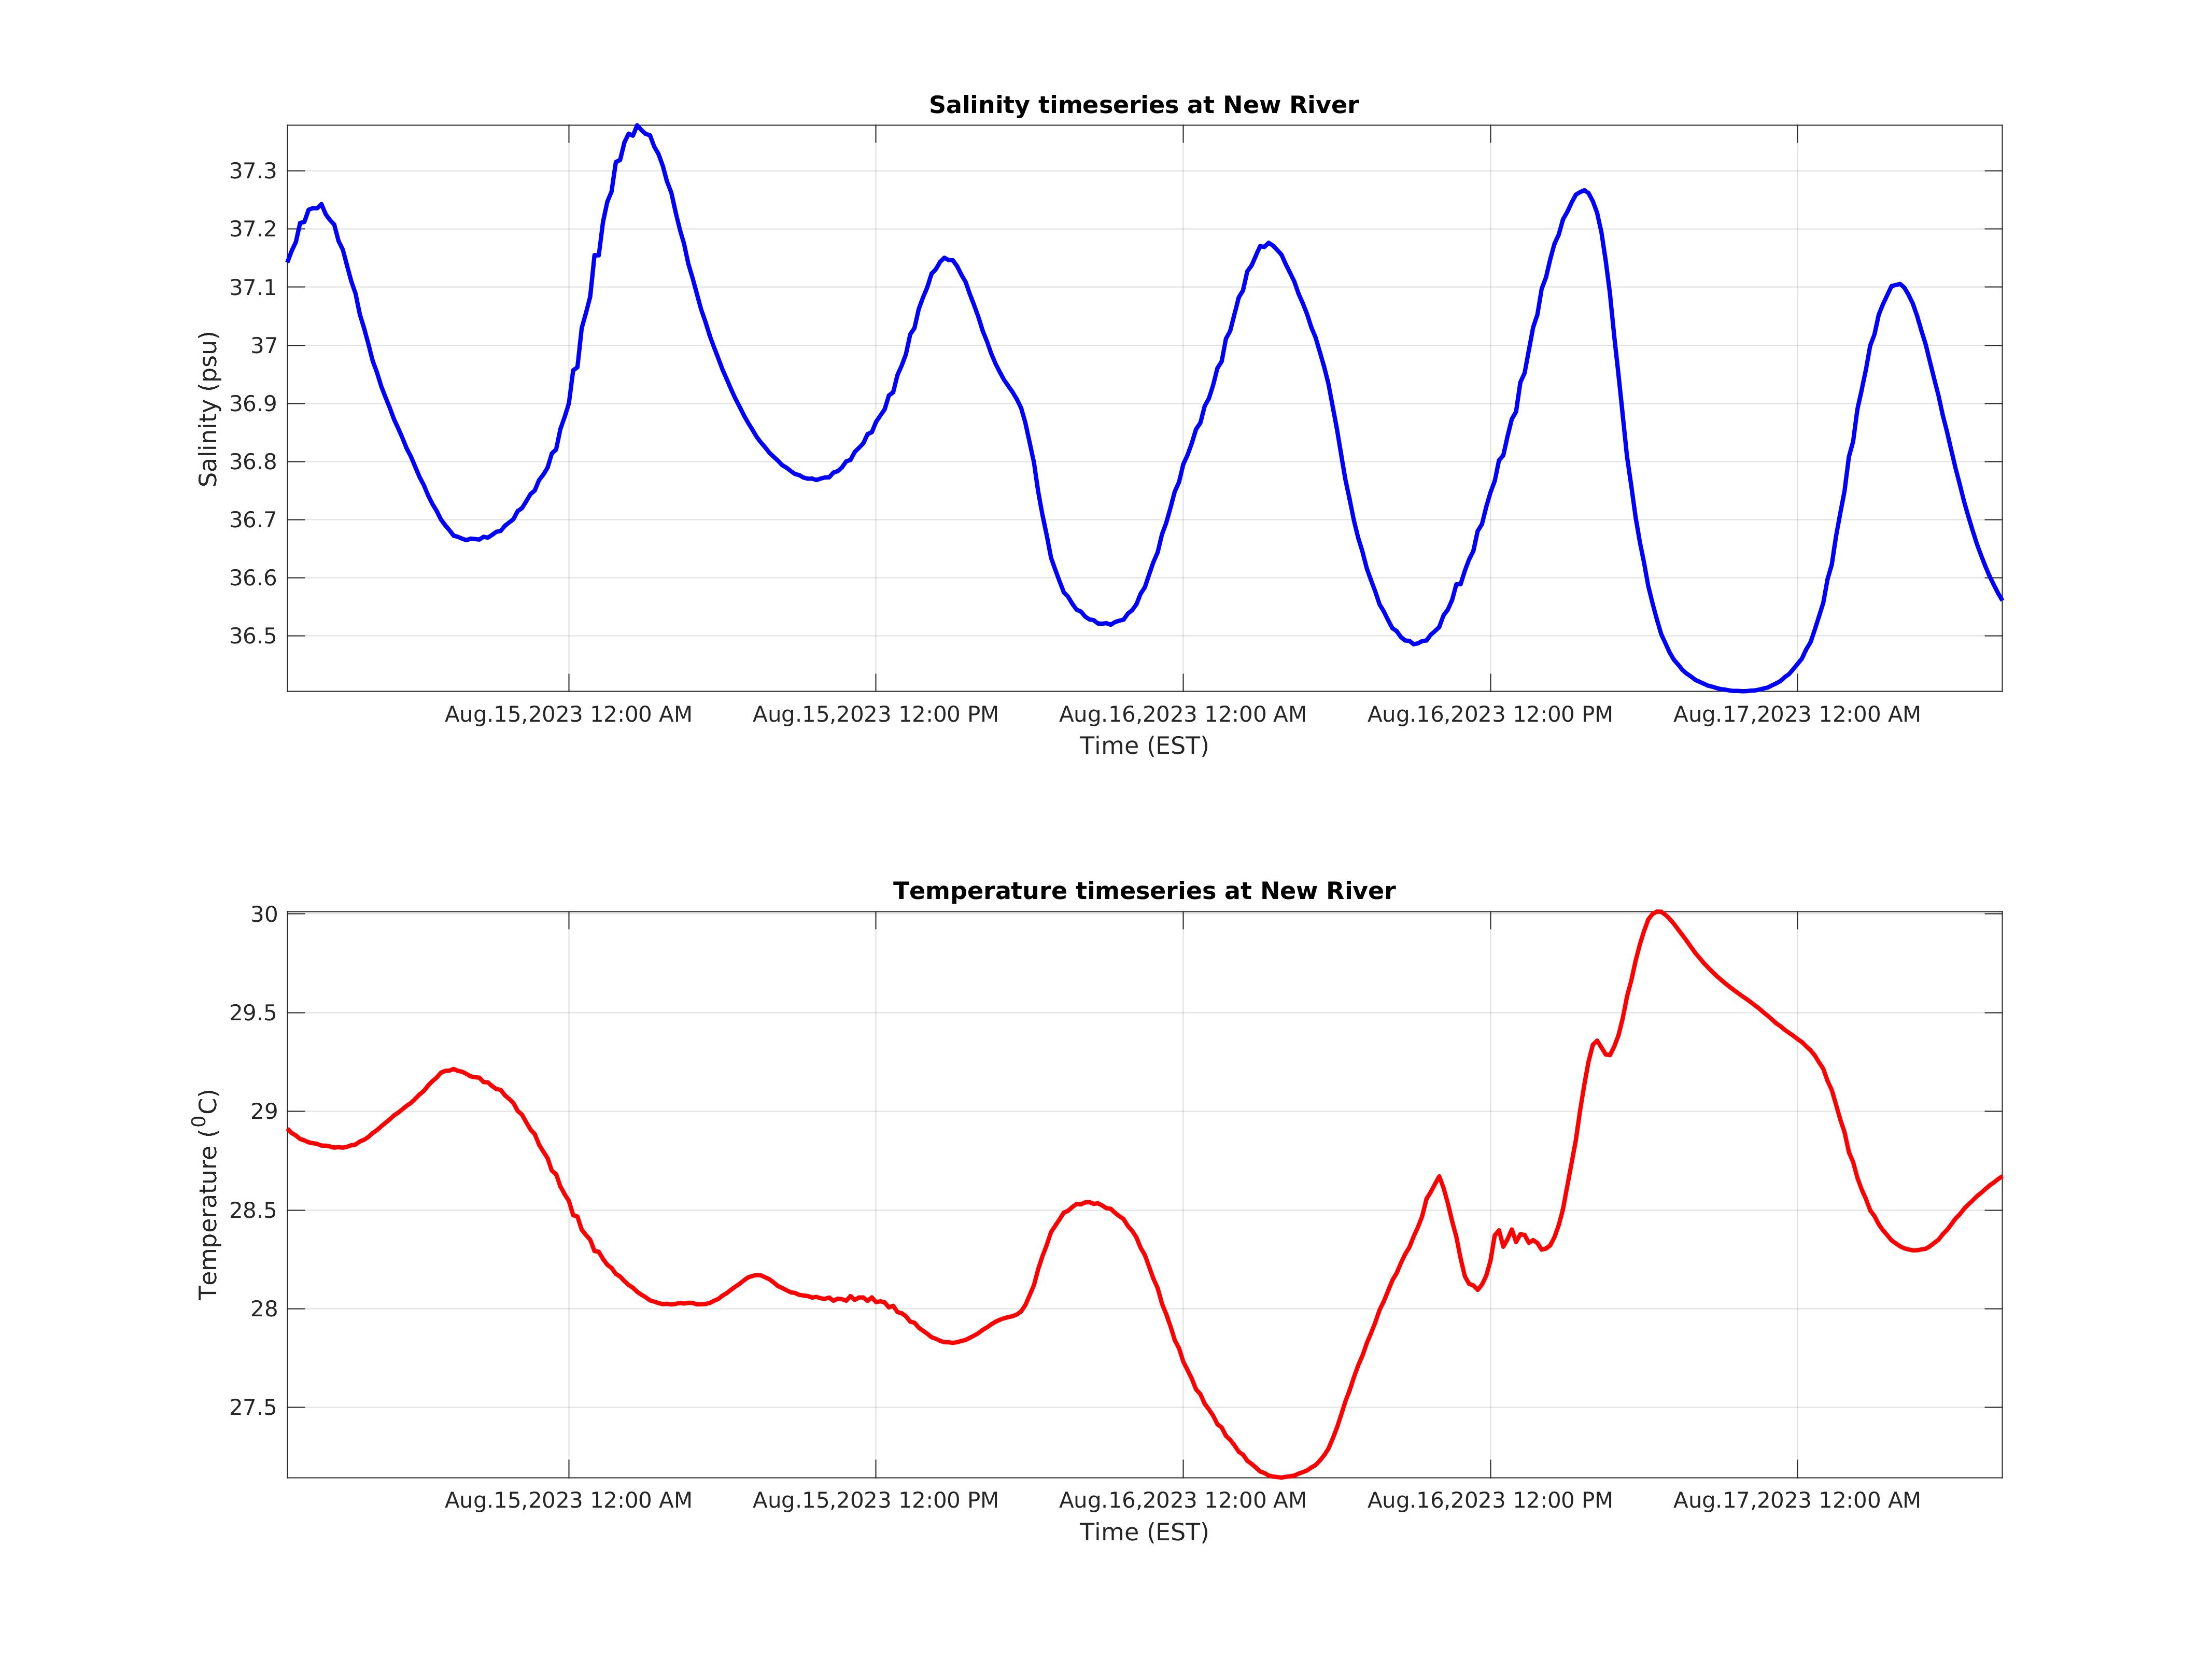 Salinity timeseries at New River
37.3
37.2
37.1
37
36.9
36.8
36.7
36.6
36.5
Salinity (psu)
Aug.15,2023 12:00 AM Aug.15,2023 12:00 PM Aug.16,2023 12:00 AM Aug.16,2023 12:00 PM Aug.17,2023 12:00 AM
Time (EST)
Temperature timeseries at New River
30
29.5
29
28.5
28
27.5
Temperature (⁰C)
Aug.15,2023 12:00 AM Aug.15,2023 12:00 PM Aug.16,2023 12:00 AM Aug.16,2023 12:00 PM Aug.17,2023 12:00 AM
Time (EST)